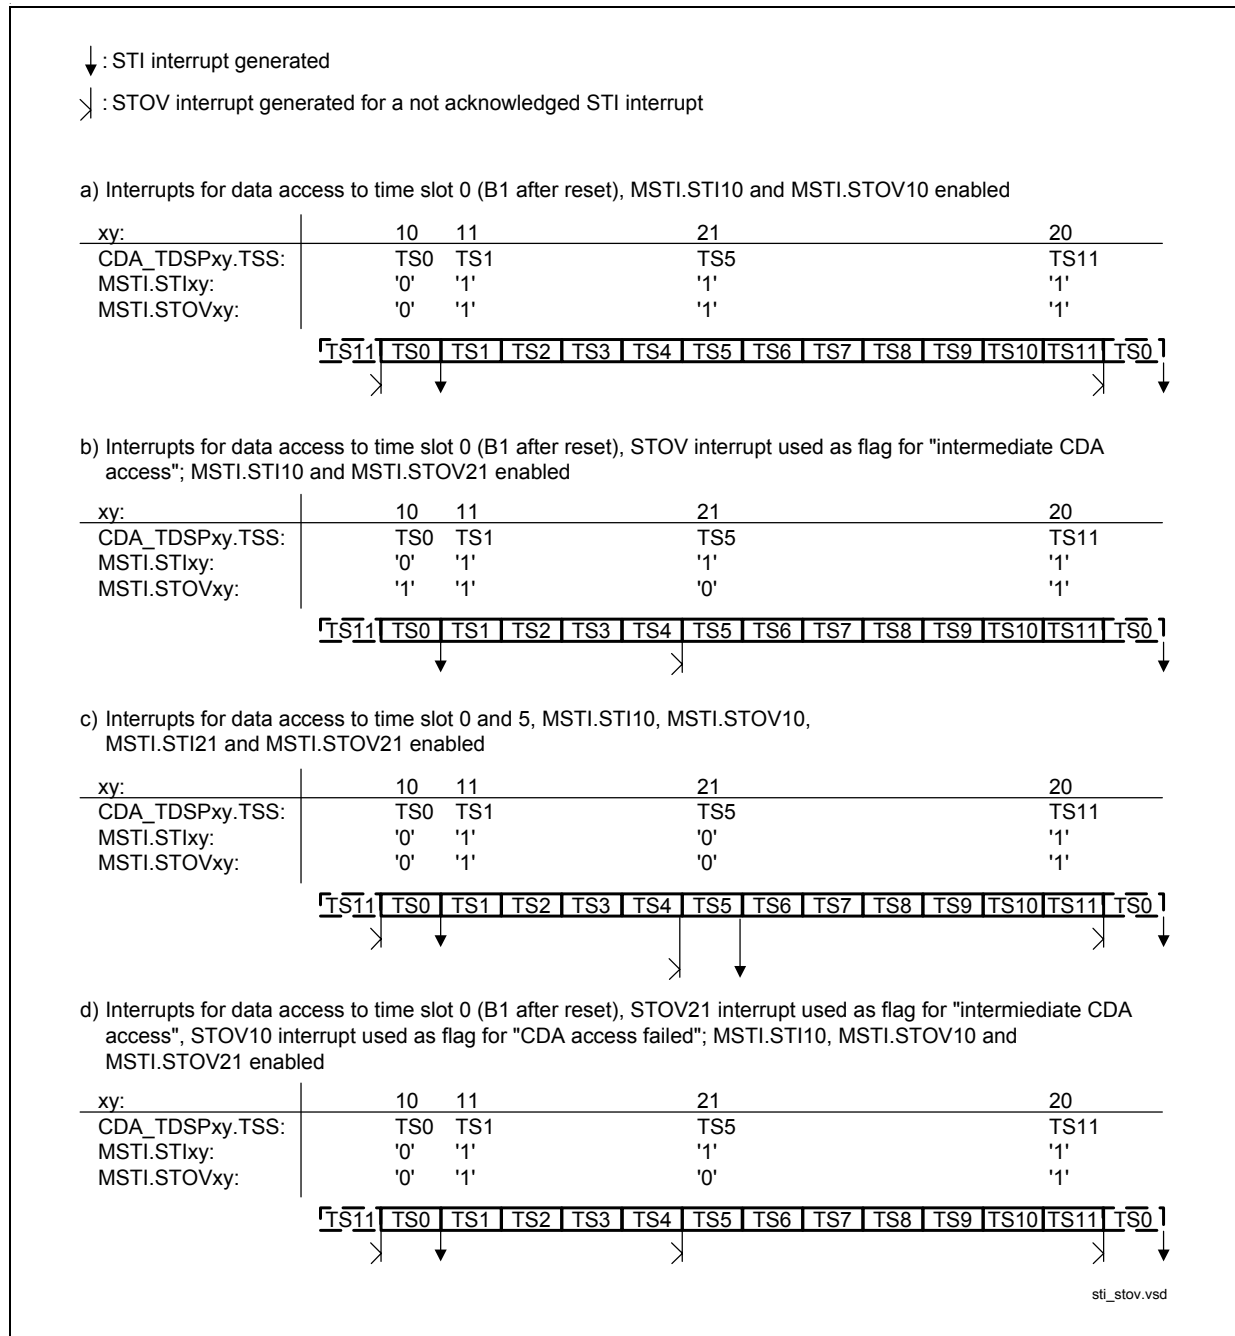 : STI interrupt generated
: STOV interrupt generated for a not acknowledged STI interrupt
a) Interrupts for data access to time slot 0 (B1 after reset), MSTI.STI10 and MSTI.STOV10 enabled
xy: 10 11 21 20
CDA_TDSPxy.TSS: TS0 TS1 TS5 TS11
MSTI.STIxy: '0' '1' '1' '1'
MSTI.STOVxy: '0' '1' '1' '1'
TS11 TS0 TS1 TS2 TS3 TS4 TS5 TS6 TS7 TS8 TS9 TS10 TS11 TS0
b) Interrupts for data access to time slot 0 (B1 after reset), STOV interrupt used as flag for "intermediate CDA
access"; MSTI.STI10 and MSTI.STOV21 enabled
xy: 10 11 21 20
CDA_TDSPxy.TSS: TS0 TS1 TS5 TS11
MSTI.STIxy: '0' '1' '1' '1'
MSTI.STOVxy: '1' '1' '0' '1'
TS11 TS0 TS1 TS2 TS3 TS4 TS5 TS6 TS7 TS8 TS9 TS10 TS11 TS0
c) Interrupts for data access to time slot 0 and 5, MSTI.STI10, MSTI.STOV10,
MSTI.STI21 and MSTI.STOV21 enabled
xy: 10 11 21 20
CDA_TDSPxy.TSS: TS0 TS1 TS5 TS11
MSTI.STIxy: '0' '1' '0' '1'
MSTI.STOVxy: '0' '1' '0' '1'
TS11 TS0 TS1 TS2 TS3 TS4 TS5 TS6 TS7 TS8 TS9 TS10 TS11 TS0
d) Interrupts for data access to time slot 0 (B1 after reset), STOV21 interrupt used as flag for "intermiediate CDA
access", STOV10 interrupt used as flag for "CDA access failed"; MSTI.STI10, MSTI.STOV10 and
MSTI.STOV21 enabled
xy: 10 11 21 20
CDA_TDSPxy.TSS: TS0 TS1 TS5 TS11
MSTI.STIxy: '0' '1' '1' '1'
MSTI.STOVxy: '0' '1' '0' '1'
TS11 TS0 TS1 TS2 TS3 TS4 TS5 TS6 TS7 TS8 TS9 TS10 TS11 TS0
sti_stov.vsd